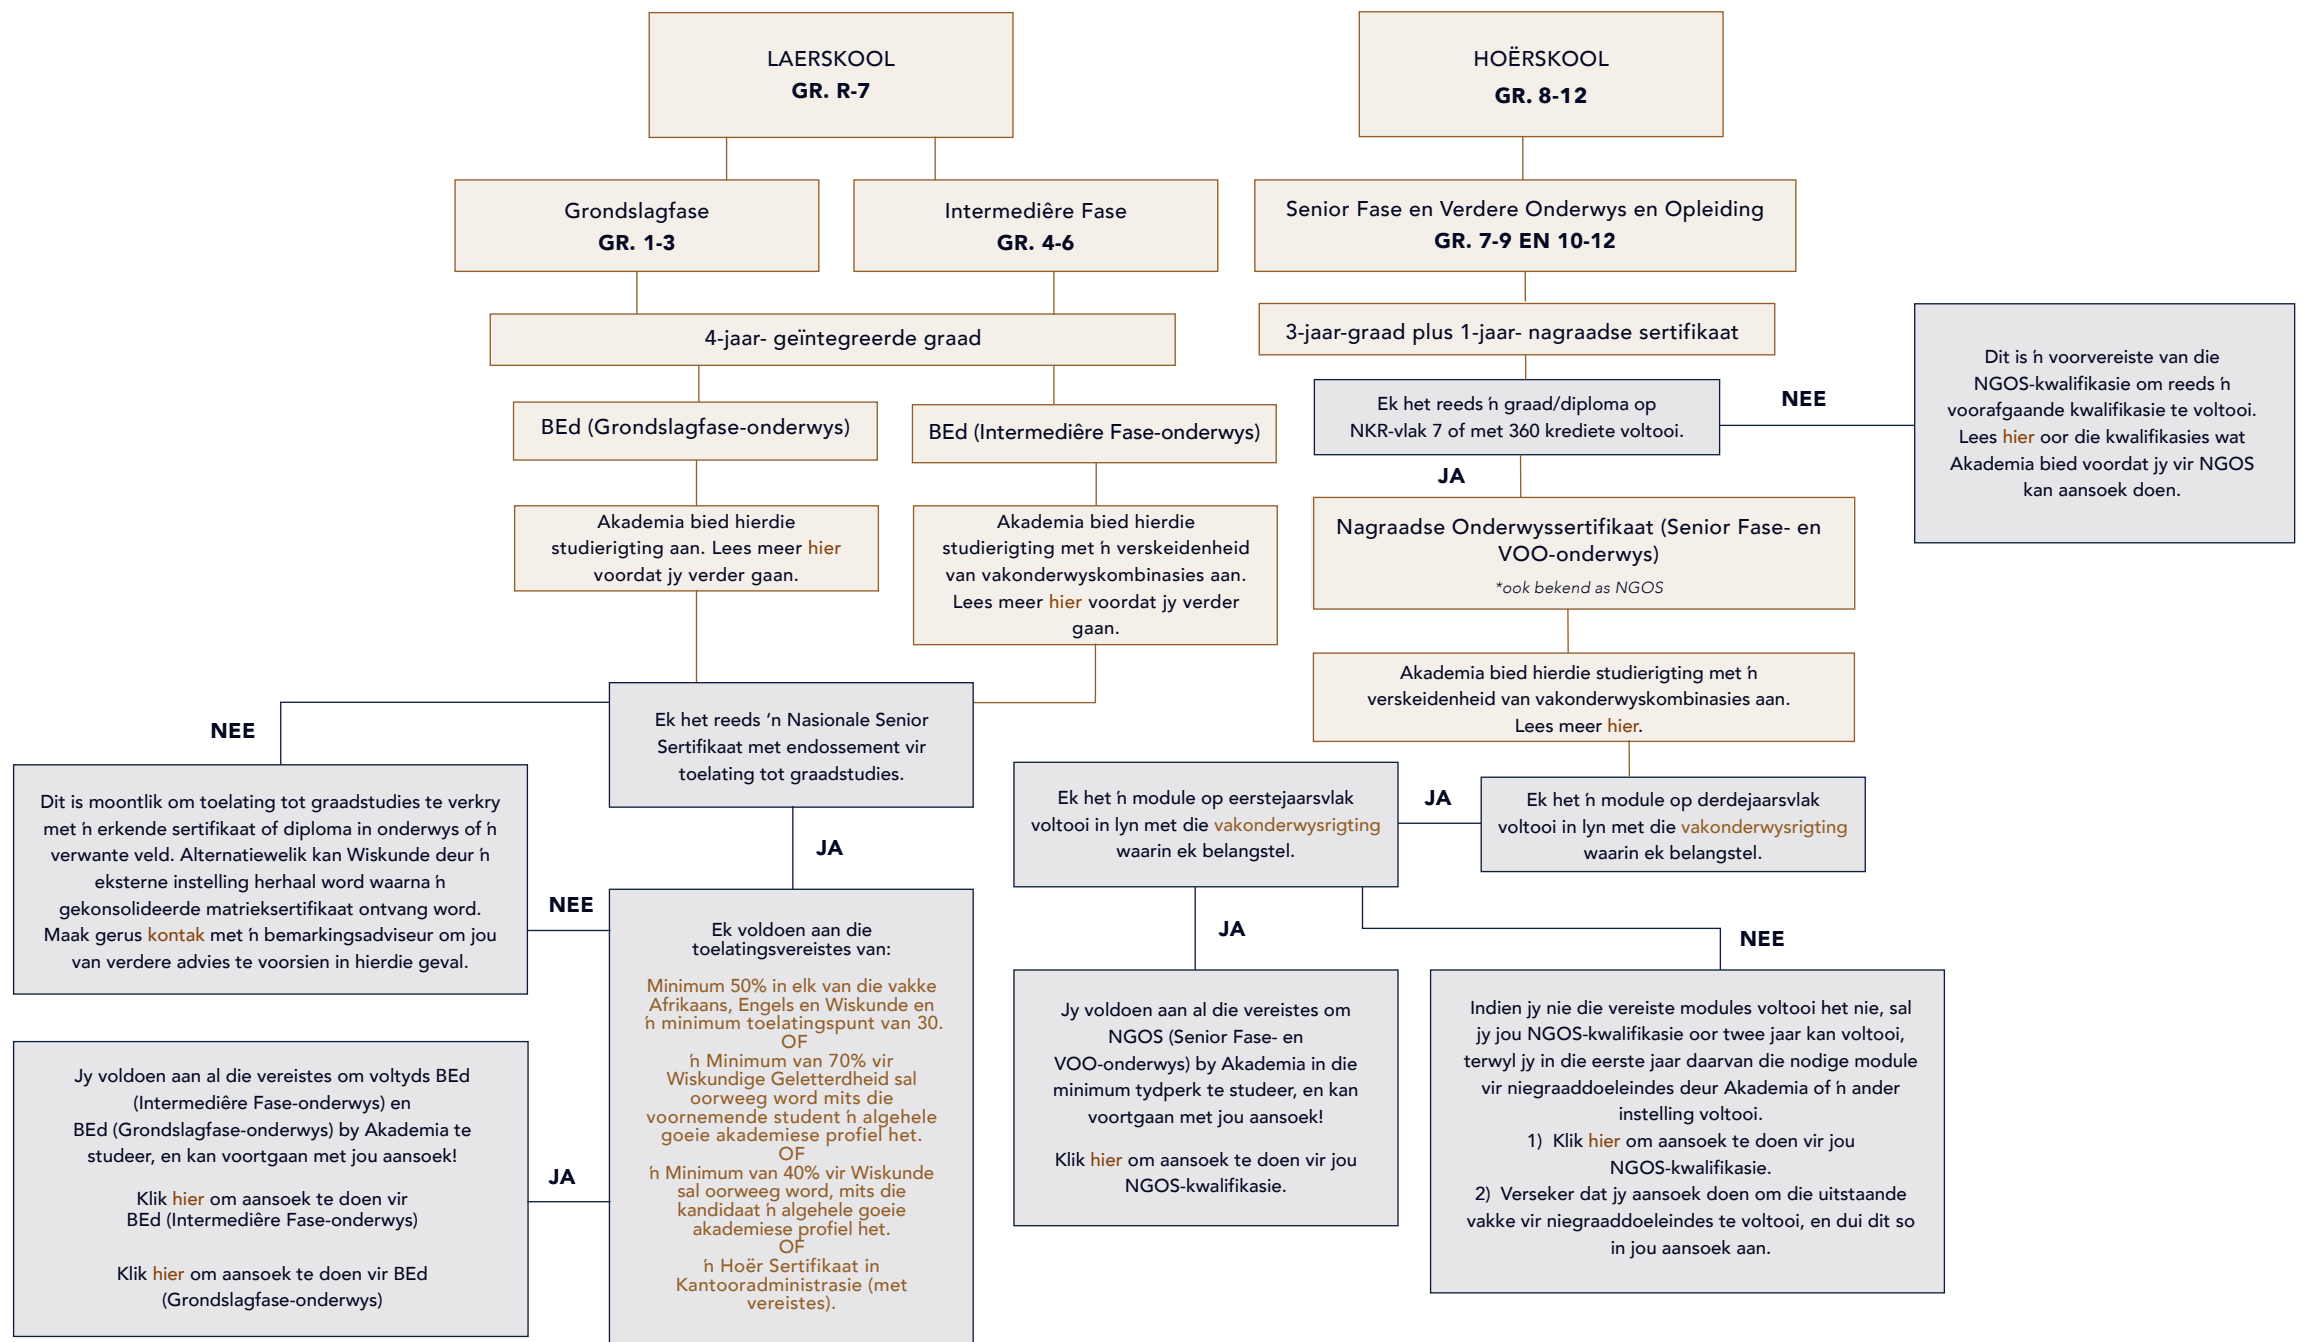 LAERSKOOL
GR. R-7
HOËRSKOOL
GR. 8-12
Grondslagfase
GR. 1-3
Intermediêre Fase
GR. 4-6
Senior Fase en Verdere Onderwys en Opleiding
GR. 7-9 EN 10-12
4-jaar- geïntegreerde graad
3-jaar-graad plus 1-jaar- nagraadse sertifikaat
BEd (Grondslagfase-onderwys)
BEd (Intermediêre Fase-onderwys)
Ek het reeds ŉ graad/diploma op
NKR-vlak 7 of met 360 krediete voltooi.
NEE
Dit is ŉ voorvereiste van die
NGOS-kwalifikasie om reeds ŉ
voorafgaande kwalifikasie te voltooi.
Lees hier oor die kwalifikasies wat
Akademia bied voordat jy vir NGOS
kan aansoek doen.
JA
Akademia bied hierdie
studierigting aan. Lees meer hier
voordat jy verder gaan.
Akademia bied hierdie
studierigting met ŉ verskeidenheid
van vakonderwyskombinasies aan.
Lees meer hier voordat jy verder
gaan.
Nagraadse Onderwyssertifikaat (Senior Fase- en
VOO-onderwys)
*ook bekend as NGOS
Akademia bied hierdie studierigting met ŉ
verskeidenheid van vakonderwyskombinasies aan.
Lees meer hier.
Ek het reeds ‘n Nasionale Senior
Sertifikaat met endossement vir
toelating tot graadstudies.
NEE
Dit is moontlik om toelating tot graadstudies te verkry
met ŉ erkende sertifikaat of diploma in onderwys of ŉ
verwante veld. Alternatiewelik kan Wiskunde deur ŉ
eksterne instelling herhaal word waarna ŉ
gekonsolideerde matrieksertifikaat ontvang word.
Maak gerus kontak met ŉ bemarkingsadviseur om jou
van verdere advies te voorsien in hierdie geval.
JA
NEE
Ek voldoen aan die
toelatingsvereistes van:
Minimum 50% in elk van die vakke
Afrikaans, Engels en Wiskunde en
ŉ minimum toelatingspunt van 30.
OF
ŉ Minimum van 70% vir
Wiskundige Geletterdheid sal
oorweeg word mits die
voornemende student ŉ algehele
goeie akademiese profiel het.
OF
ŉ Minimum van 40% vir Wiskunde
sal oorweeg word, mits die
kandidaat ŉ algehele goeie
akademiese profiel het.
OF
ŉ Hoër Sertifikaat in
Kantooradministrasie (met
vereistes).
JA
Jy voldoen aan al die vereistes om voltyds BEd
(Intermediêre Fase-onderwys) en
BEd (Grondslagfase-onderwys) by Akademia te
studeer, en kan voortgaan met jou aansoek!
Klik hier om aansoek te doen vir
BEd (Intermediêre Fase-onderwys)
Klik hier om aansoek te doen vir BEd
(Grondslagfase-onderwys)
Ek het ŉ module op derdejaarsvlak
voltooi in lyn met die vakonderwysrigting
waarin ek belangstel.
JA
Ek het ŉ module op eerstejaarsvlak
voltooi in lyn met die vakonderwysrigting
waarin ek belangstel.
JA
Jy voldoen aan al die vereistes om
NGOS (Senior Fase- en
VOO-onderwys) by Akademia in die
minimum tydperk te studeer, en kan
voortgaan met jou aansoek!
Klik hier om aansoek te doen vir jou
NGOS-kwalifikasie.
NEE
Indien jy nie die vereiste modules voltooi het nie, sal
jy jou NGOS-kwalifikasie oor twee jaar kan voltooi,
terwyl jy in die eerste jaar daarvan die nodige module
vir niegraaddoeleindes deur Akademia of ŉ ander
instelling voltooi.
1) Klik hier om aansoek te doen vir jou
NGOS-kwalifikasie.
2) Verseker dat jy aansoek doen om die uitstaande
vakke vir niegraaddoeleindes te voltooi, en dui dit so
in jou aansoek aan.